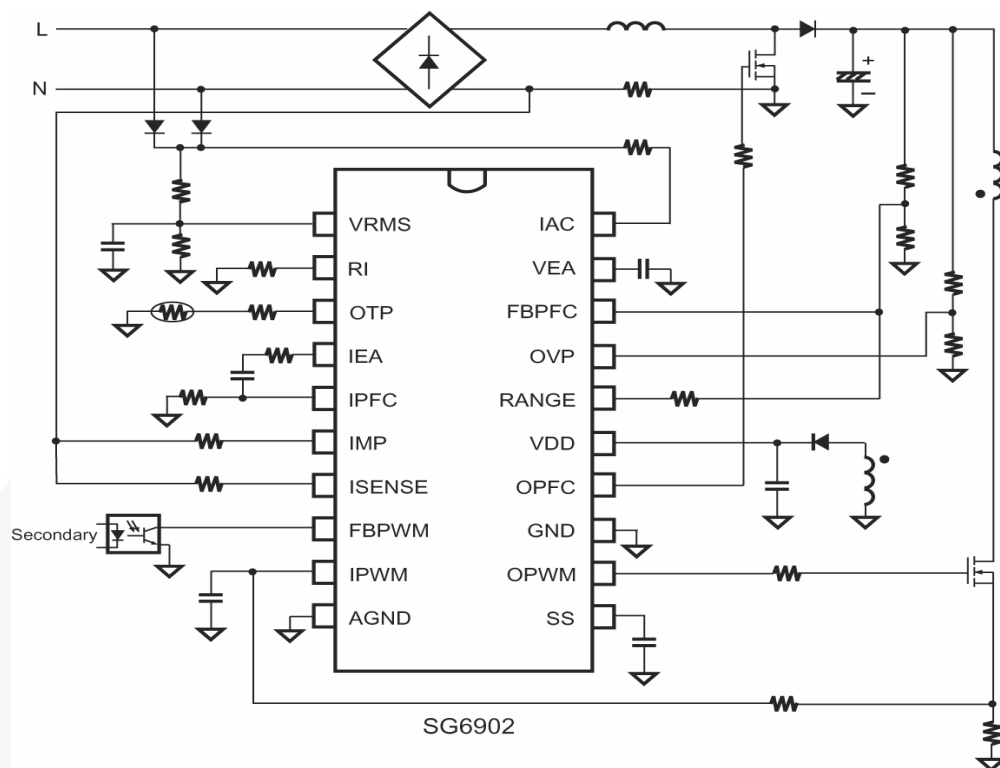 L
N
VRMS IAC
RI VEA
OTP FBPFC
IEA OVP
IPFC RANGE
IMP VDD
ISENSE OPFC
Secondary FBPWM GND
IPWM OPWM
AGND SS
SG6902